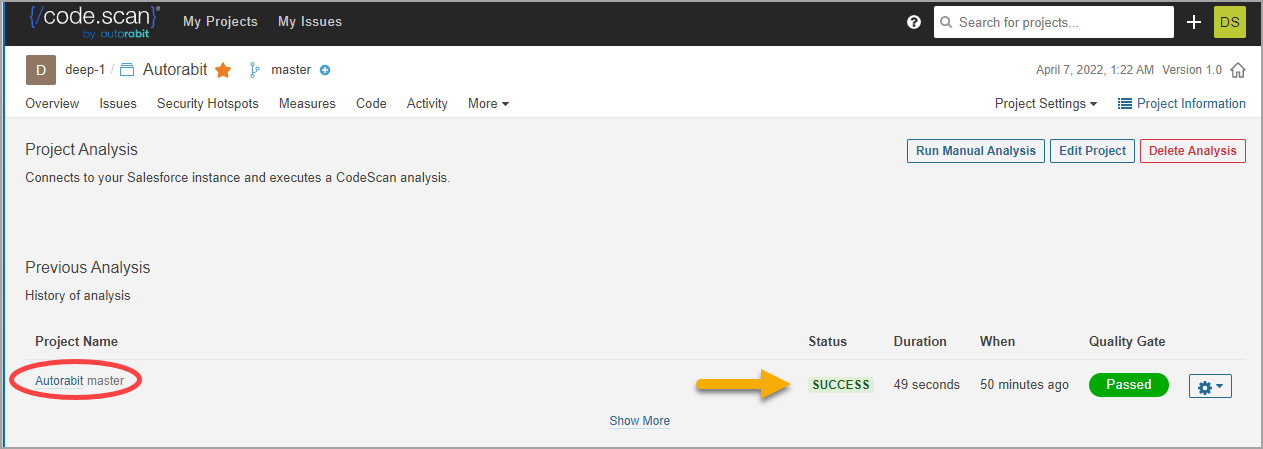 {/code.scan}® My Projects My Issues ? Search for projects... + DS
by autorabit
D deep-1 / Autorabit master April 7, 2022, 1:22 AM Version 1.0
Overview Issues Security Hotspots Measures Code Activity More Project Settings Project Information
Project Analysis Run Manual Analysis Edit Project Delete Analysis
Connects to your Salesforce instance and executes a CodeScan analysis.
Previous Analysis
History of analysis
Project Name Status Duration When Quality Gate
Autorabit master SUCCESS 49 seconds 50 minutes ago Passed
Show More